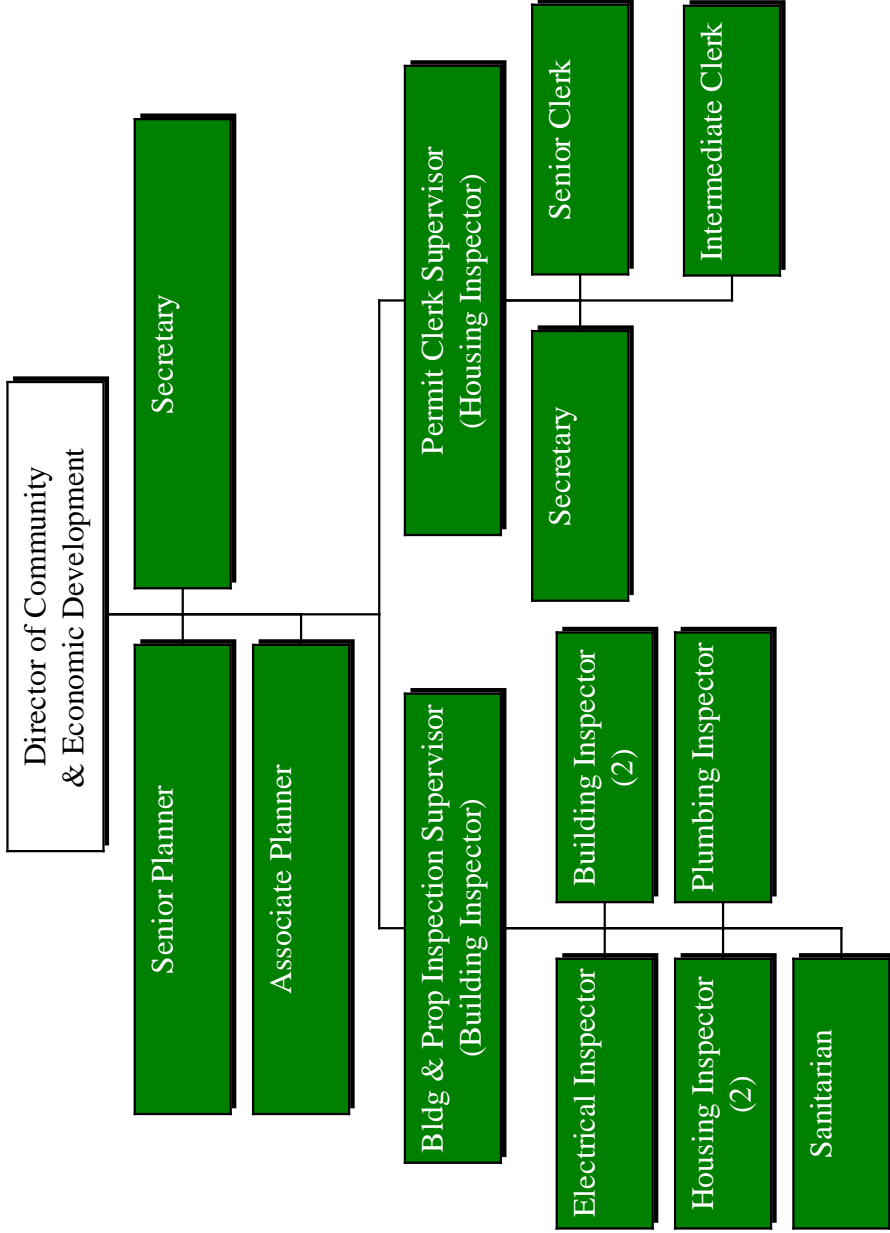 Director of Community
& Economic Development
Senior Planner
Secretary
Associate Planner
Bldg & Prop Inspection Supervisor
(Building Inspector)
Permit Clerk Supervisor
(Housing Inspector)
Electrical Inspector
Building Inspector
(2)
Housing Inspector
(2)
Plumbing Inspector
Sanitarian
Secretary
Senior Clerk
Intermediate Clerk